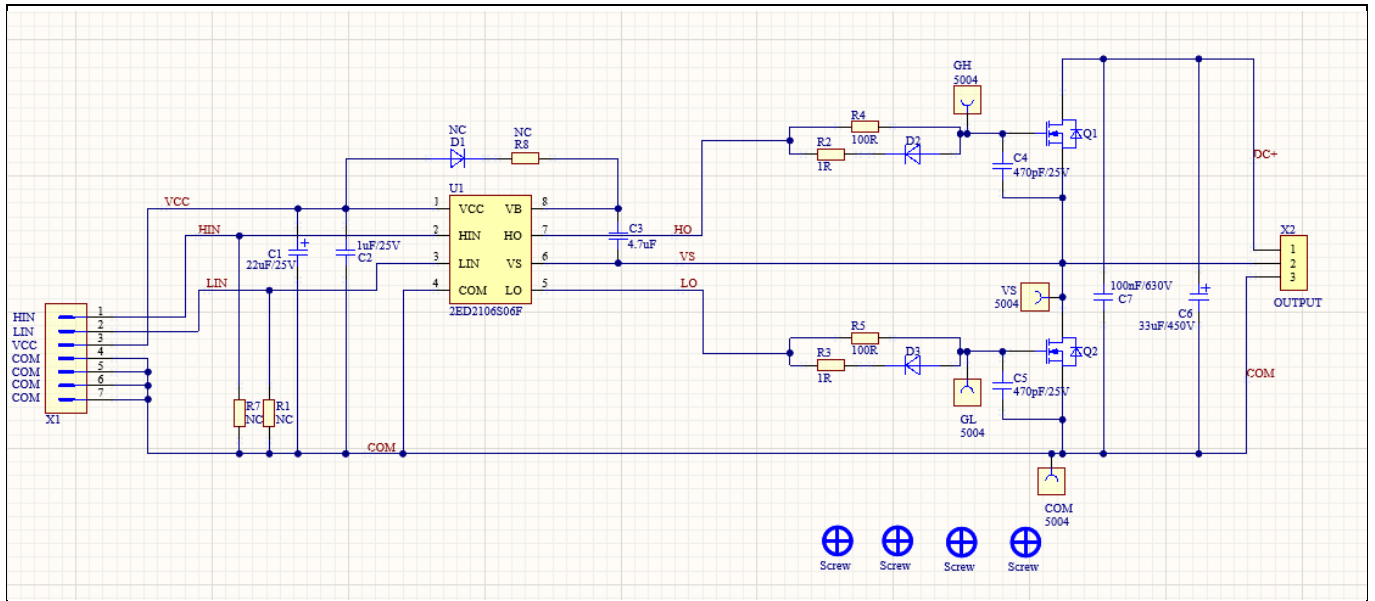 GH
5004
R4
100R
R2
1R
D2
Q1
C4
470pF/25V
DC+
NC
D1
NC
R8
U1
VCC
1
VCC
VB
8
HIN
2
HIN
HO
7
C3
4.7uF
HO
C1
22uF/25V
1uF/25V
C2
3
LIN
VS
6
VS
X2
1
2
3
OUTPUT
LIN
4
COM
LO
5
LO
2ED2106S06F
VS
5004
100nF/630V
C7
C6
33uF/450V
HIN
1
LIN
2
VCC
3
COM
4
COM
5
COM
6
COM
7
X1
R5
100R
R3
1R
D3
Q2
C5
470pF/25V
COM
R7
NC
R1
NC
GL
5004
COM
COM
5004
Screw
Screw
Screw
Screw